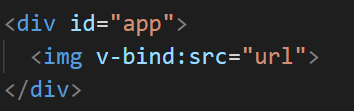 <div id="app">
  <img v-bind:src="url">
</div>